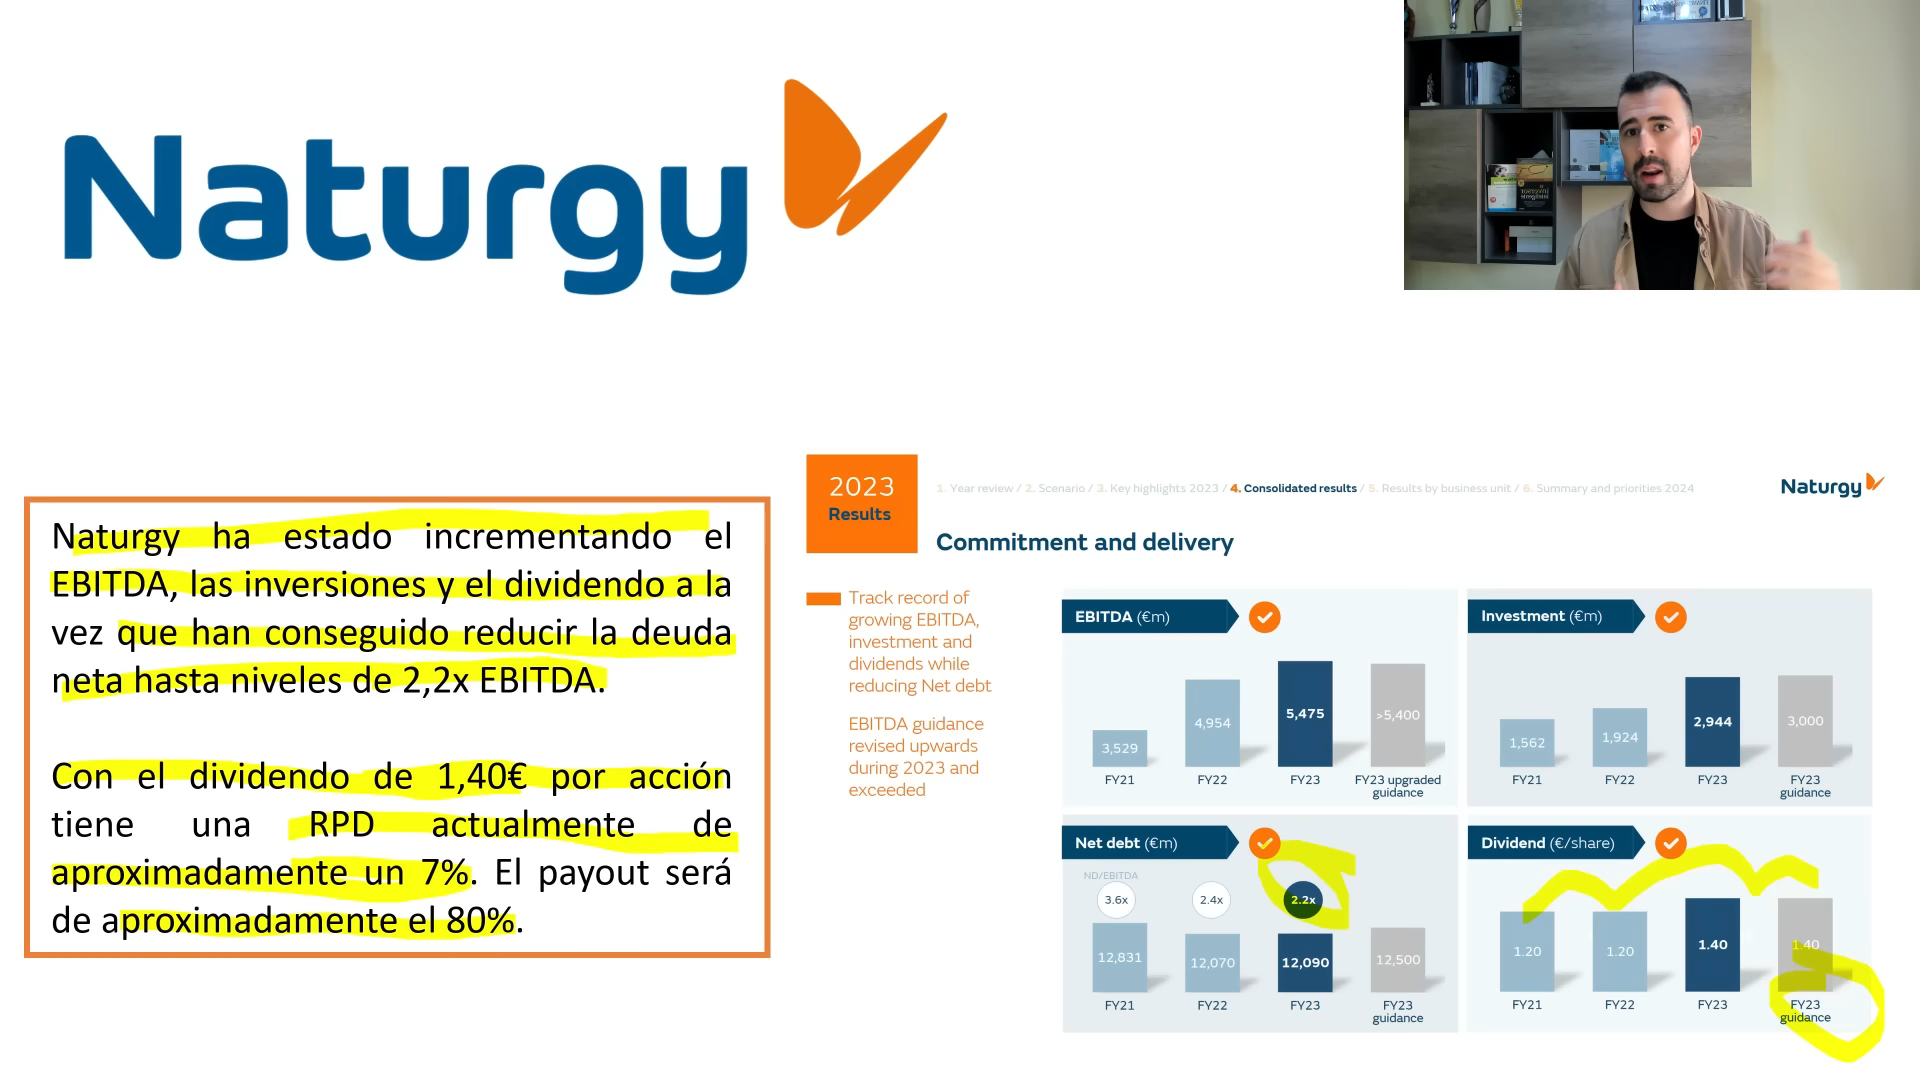 Naturgy
Naturgy ha estado incrementando el
EBITDA, las inversiones y el dividendo a la
vez que han conseguido reducir la deuda
neta hasta niveles de 2,2x EBITDA.
Con el dividendo de 1,40€ por acción
tiene una RPD actualmente de
aproximadamente un 7%. El payout será
de aproximadamente el 80%.
2023
Results
1. Year review / 2. Scenario / 3. Key highlights 2023 / 4. Consolidated results / 5. Results by business unit / 6. Summary and priorities 2024
Naturgy
Commitment and delivery
Track record of
growing EBITDA,
investment and
dividends while
reducing Net debt
EBITDA guidance
revised upwards
during 2023 and
exceeded
EBITDA (€m)
3,529
4,954
5,475
>5,400
FY21
FY22
FY23
FY23 upgraded
guidance
Investment (€m)
1,562
1,924
2,944
3,000
FY21
FY22
FY23
FY23
guidance
Net debt (€m)
ND/EBITDA
3.6x
2.4x
2.2x
12,831
12,070
12,090
12,500
FY21
FY22
FY23
FY23
guidance
Dividend (€/share)
1.20
1.20
1.40
1.40
FY21
FY22
FY23
FY23
guidance